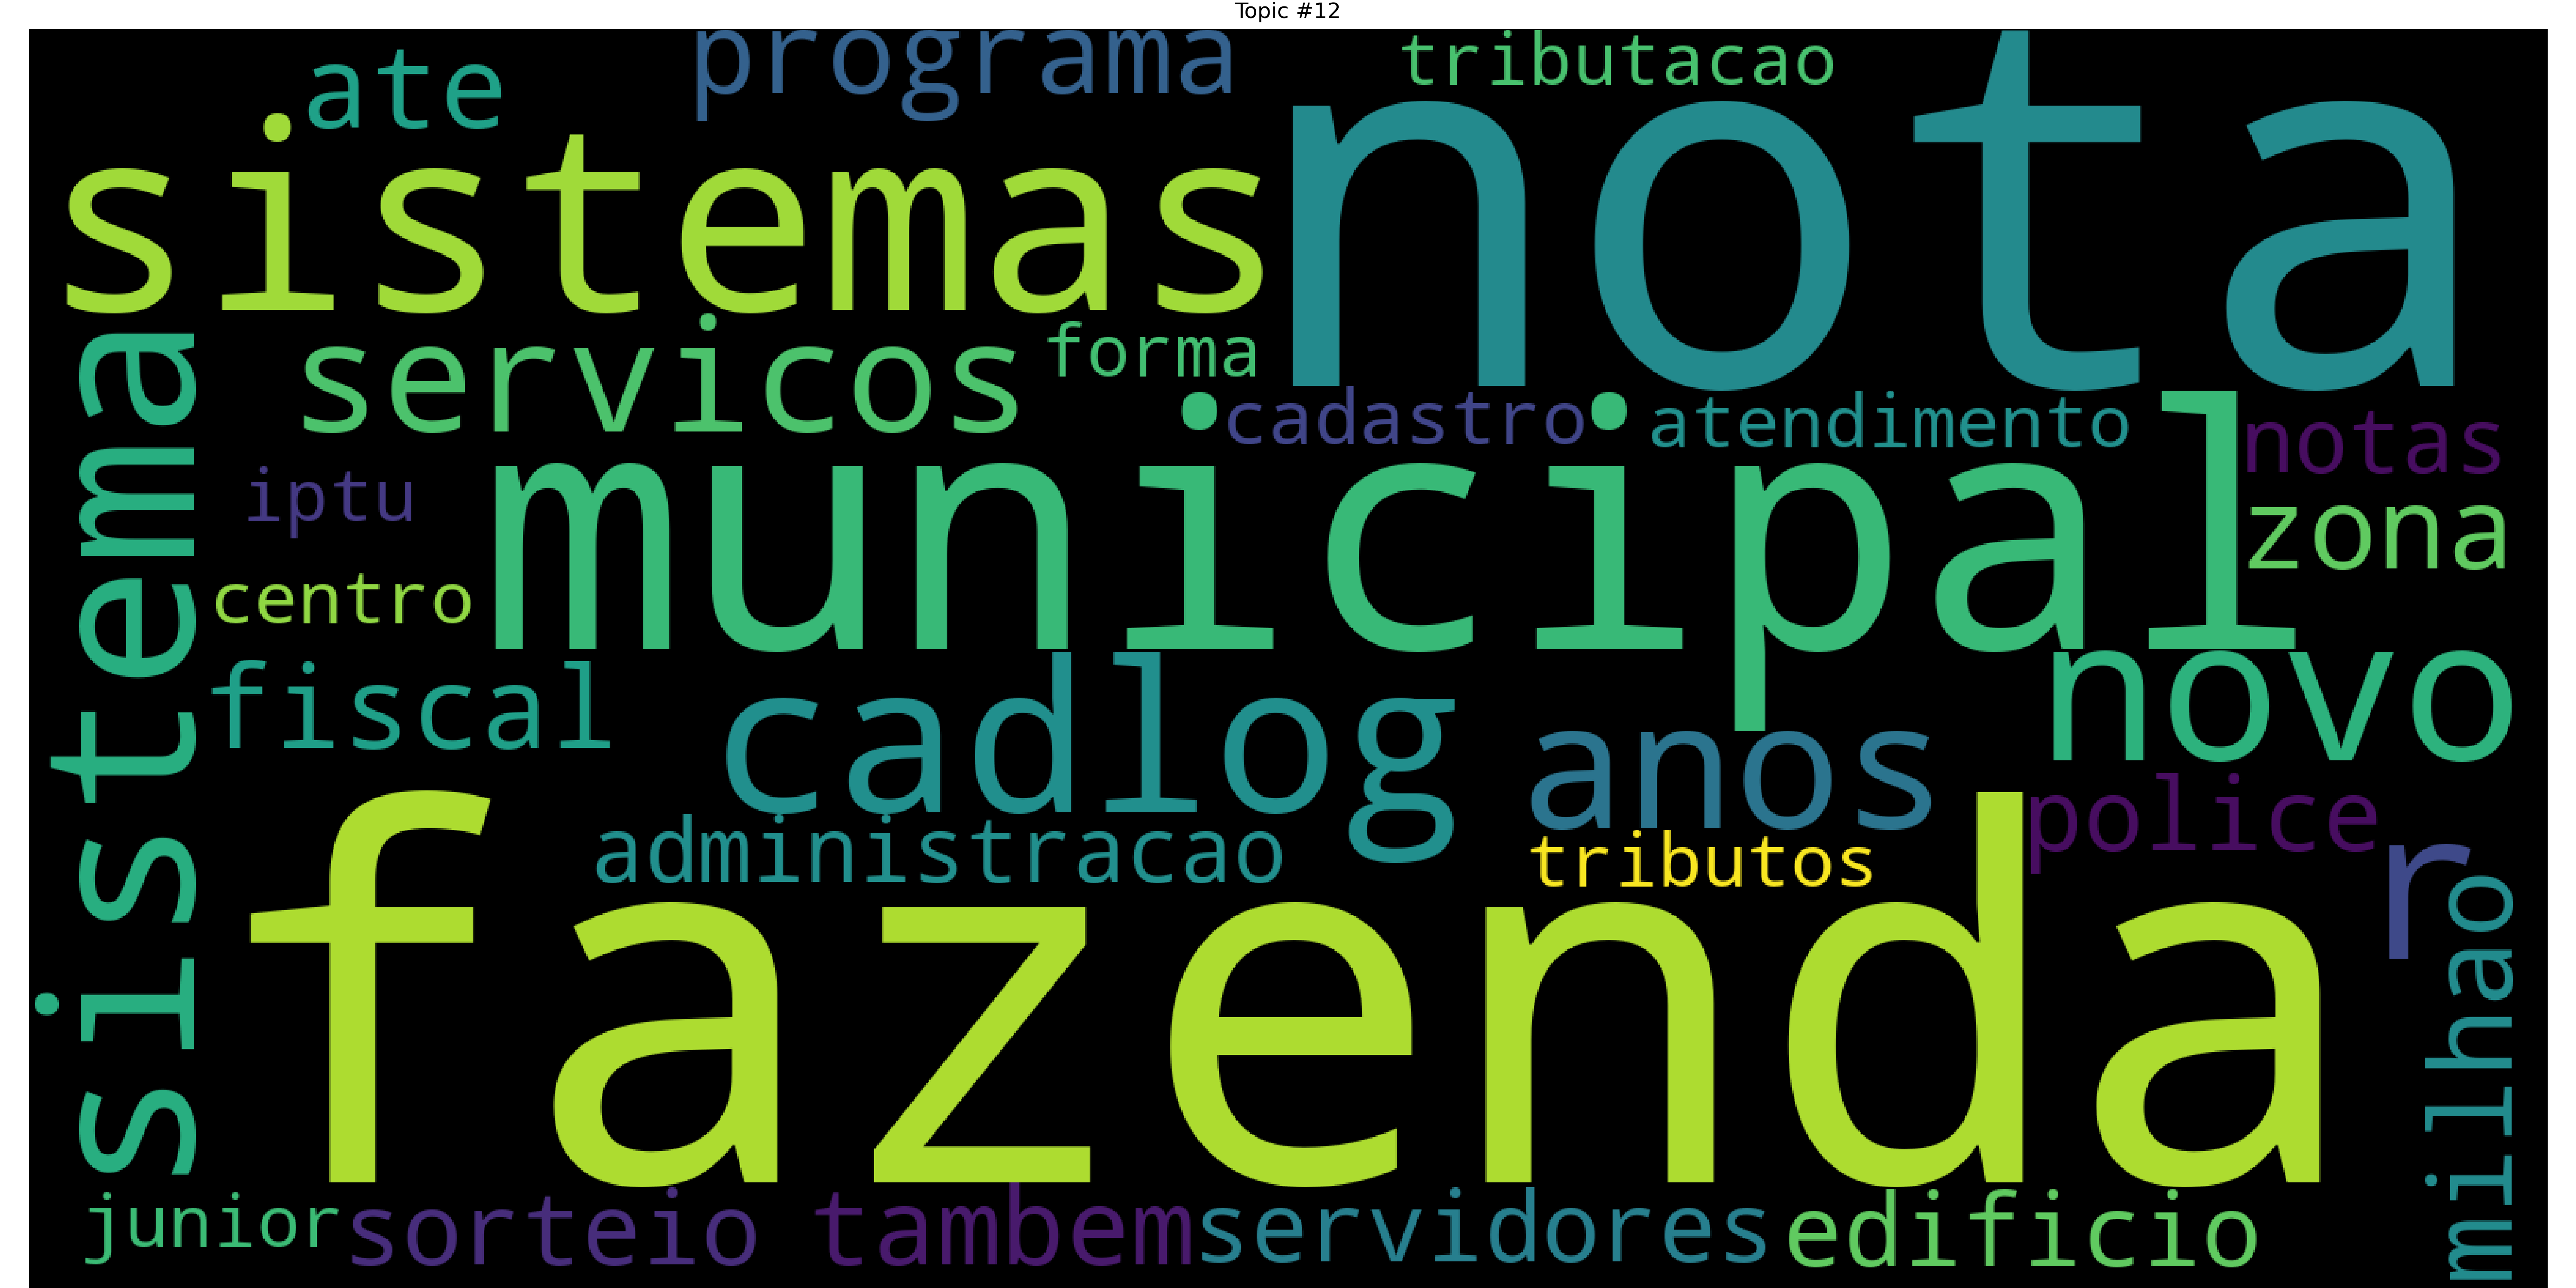 Topic #12
programa
tributacao
ate
nota
sistemas
servicos
forma
cadastro
atendimento
notas
iptu
municipal
zona
sistema
centro
fiscal
cadlog
novo
anos
police
administracao
tributos
r
fazenda
milhao
junior
sorteio
tambem
servidores
edificio